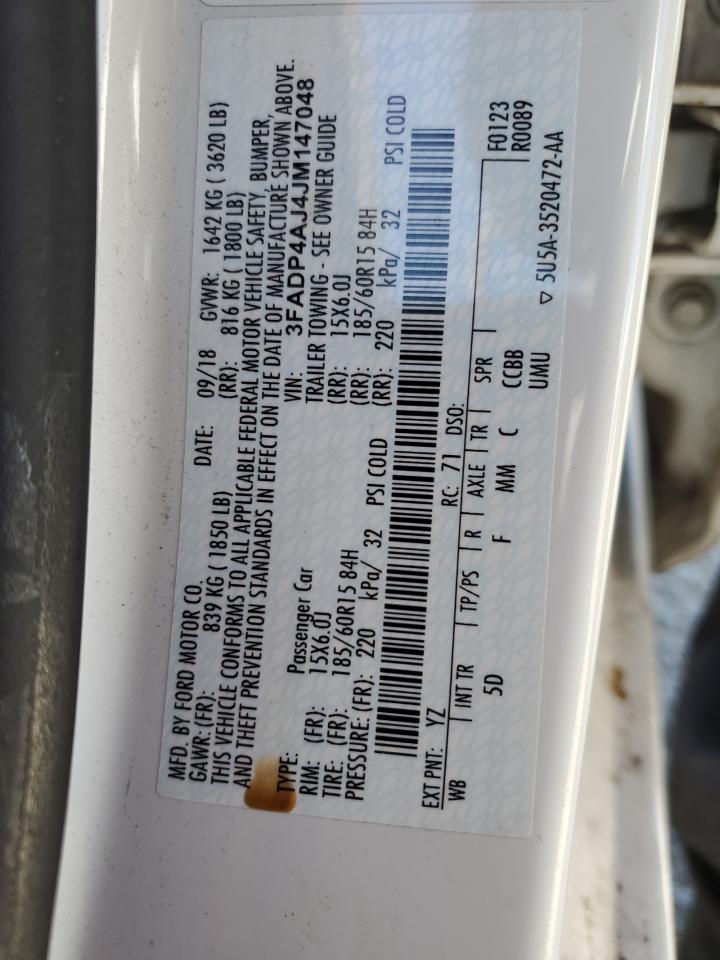 MFD. BY FORD MOTOR CO.
DATE: 09/18 GVWR: 1642 KG ( 3620 LB)
GAWR: (FR): 839 KG ( 1850 LB) (RR): 816 KG ( 1800 LB)
THIS VEHICLE CONFORMS TO ALL APPLICABLE FEDERAL MOTOR VEHICLE SAFETY, BUMPER,
AND THEFT PREVENTION STANDARDS IN EFFECT ON THE DATE OF MANUFACTURE SHOWN ABOVE.
VIN: 3FADP4AJ4JM147048
TYPE: Passenger Car TRAILER TOWING - SEE OWNER GUIDE
RIM: (FR): 15X6.0J (RR): 15X6.0J
TIRE: (FR): 185/60R15 84H (RR): 185/60R15 84H
PRESSURE: (FR): 220 kPa/ 32 PSI COLD (RR): 220 kPa/ 32 PSI COLD
EXT PNT: YZ RC: 71 DSO: F0123
WB INT TR TP/PS R AXLE TR SPR R0089
5D F MM C CCBB
UMU
▽ 5U5A-3520472-AA